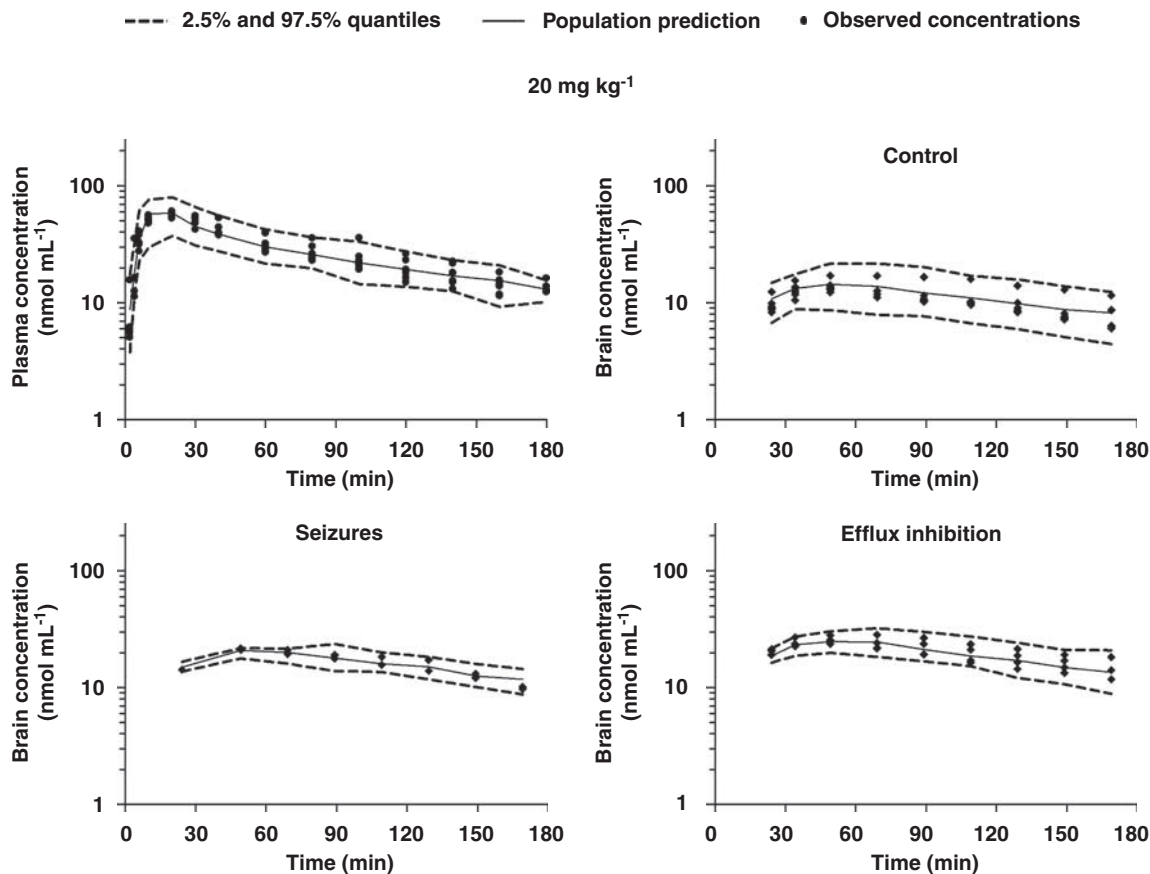 2.5% and 97.5% quantiles Population prediction Observed concentrations
20 mg kg⁻¹
Plasma concentration
(nmol mL⁻¹)
100
10
1
0 30 60 90 120 150 180
Time (min)
Control
Brain concentration
(nmol mL⁻¹)
100
10
1
0 30 60 90 120 150 180
Time (min)
Seizures
Brain concentration
(nmol mL⁻¹)
100
10
1
0 30 60 90 120 150 180
Time (min)
Efflux inhibition
Brain concentration
(nmol mL⁻¹)
100
10
1
0 30 60 90 120 150 180
Time (min)